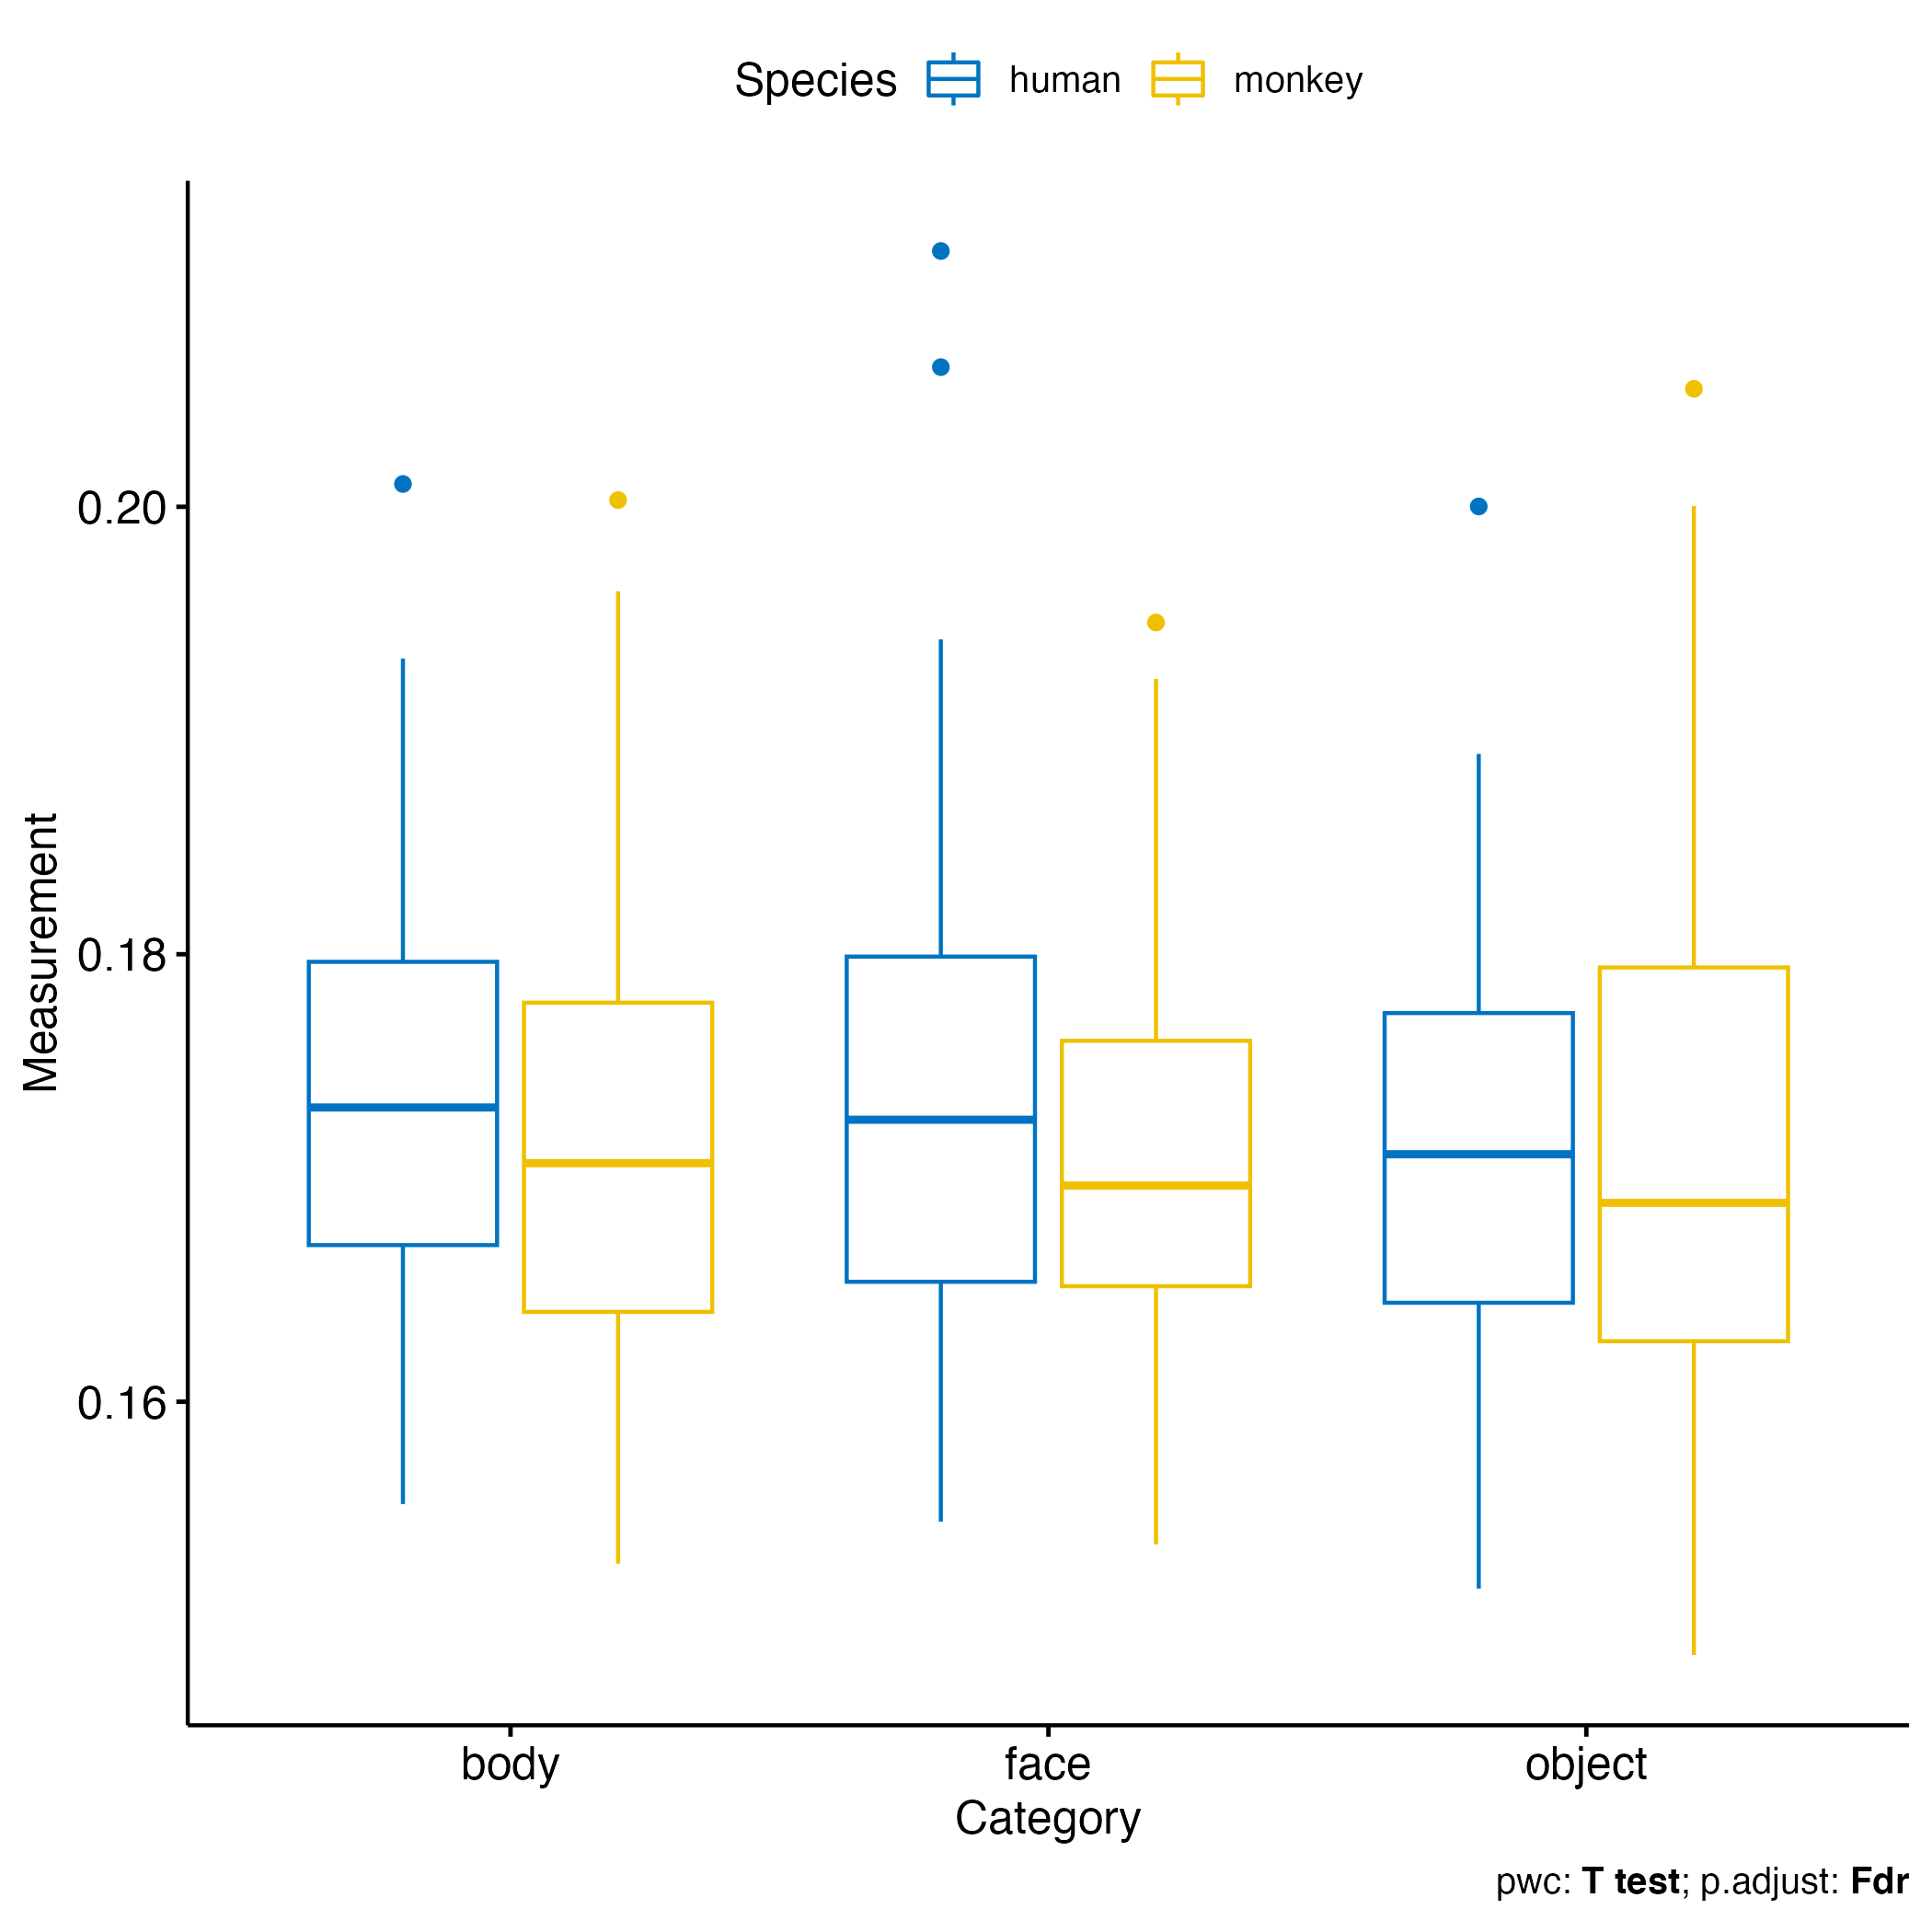 Species human monkey
0.20
0.18
0.16
Measurement
body face object
Category
pwc: T test; p.adjust: Fdr